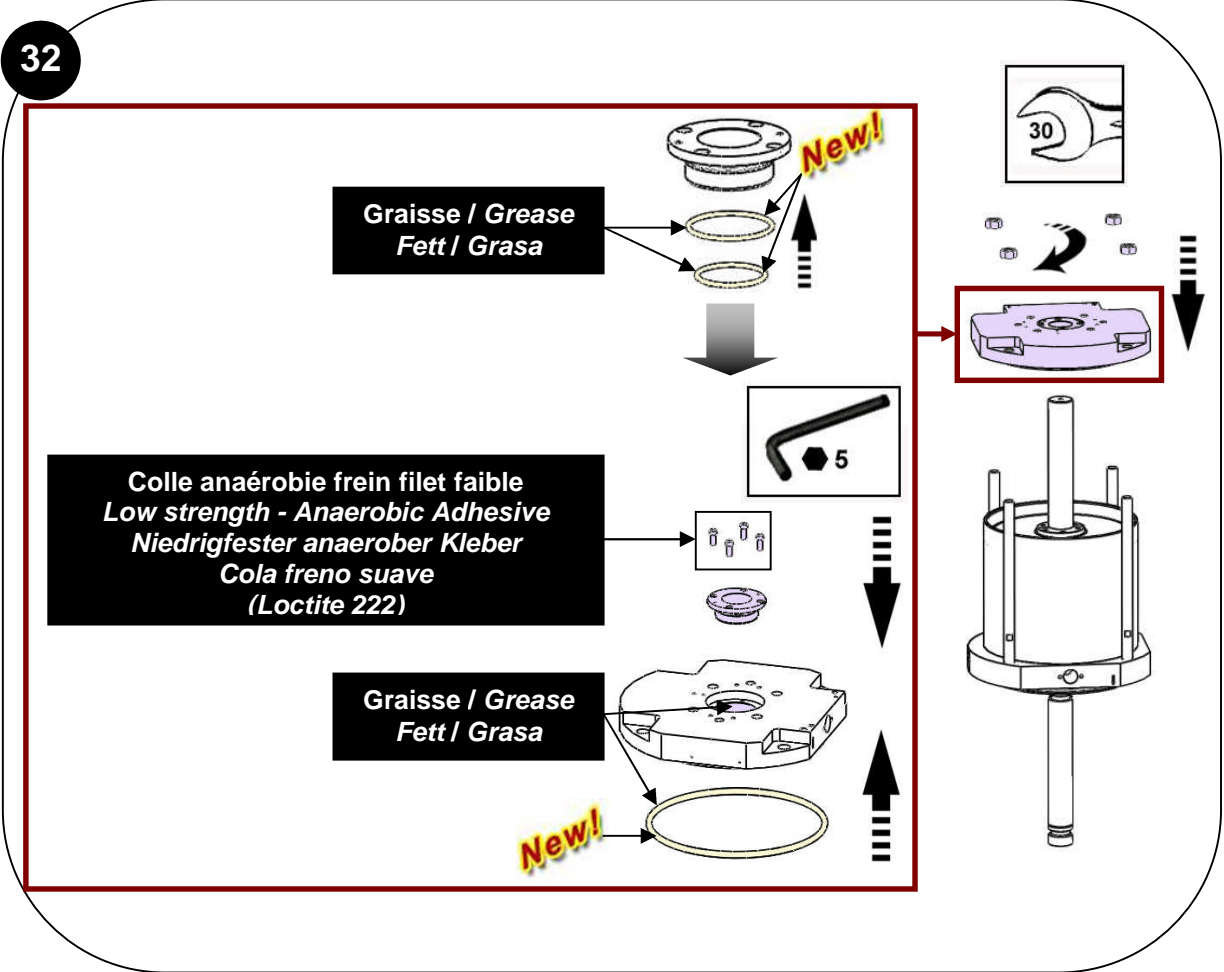 32
30
New!
Graisse / Grease
Fett / Grasa
5
Colle anaérobie frein filet faible
Low strength - Anaerobic Adhesive
Niedrigfester anaerober Kleber
Cola freno suave
(Loctite 222)
Graisse / Grease
Fett / Grasa
New!